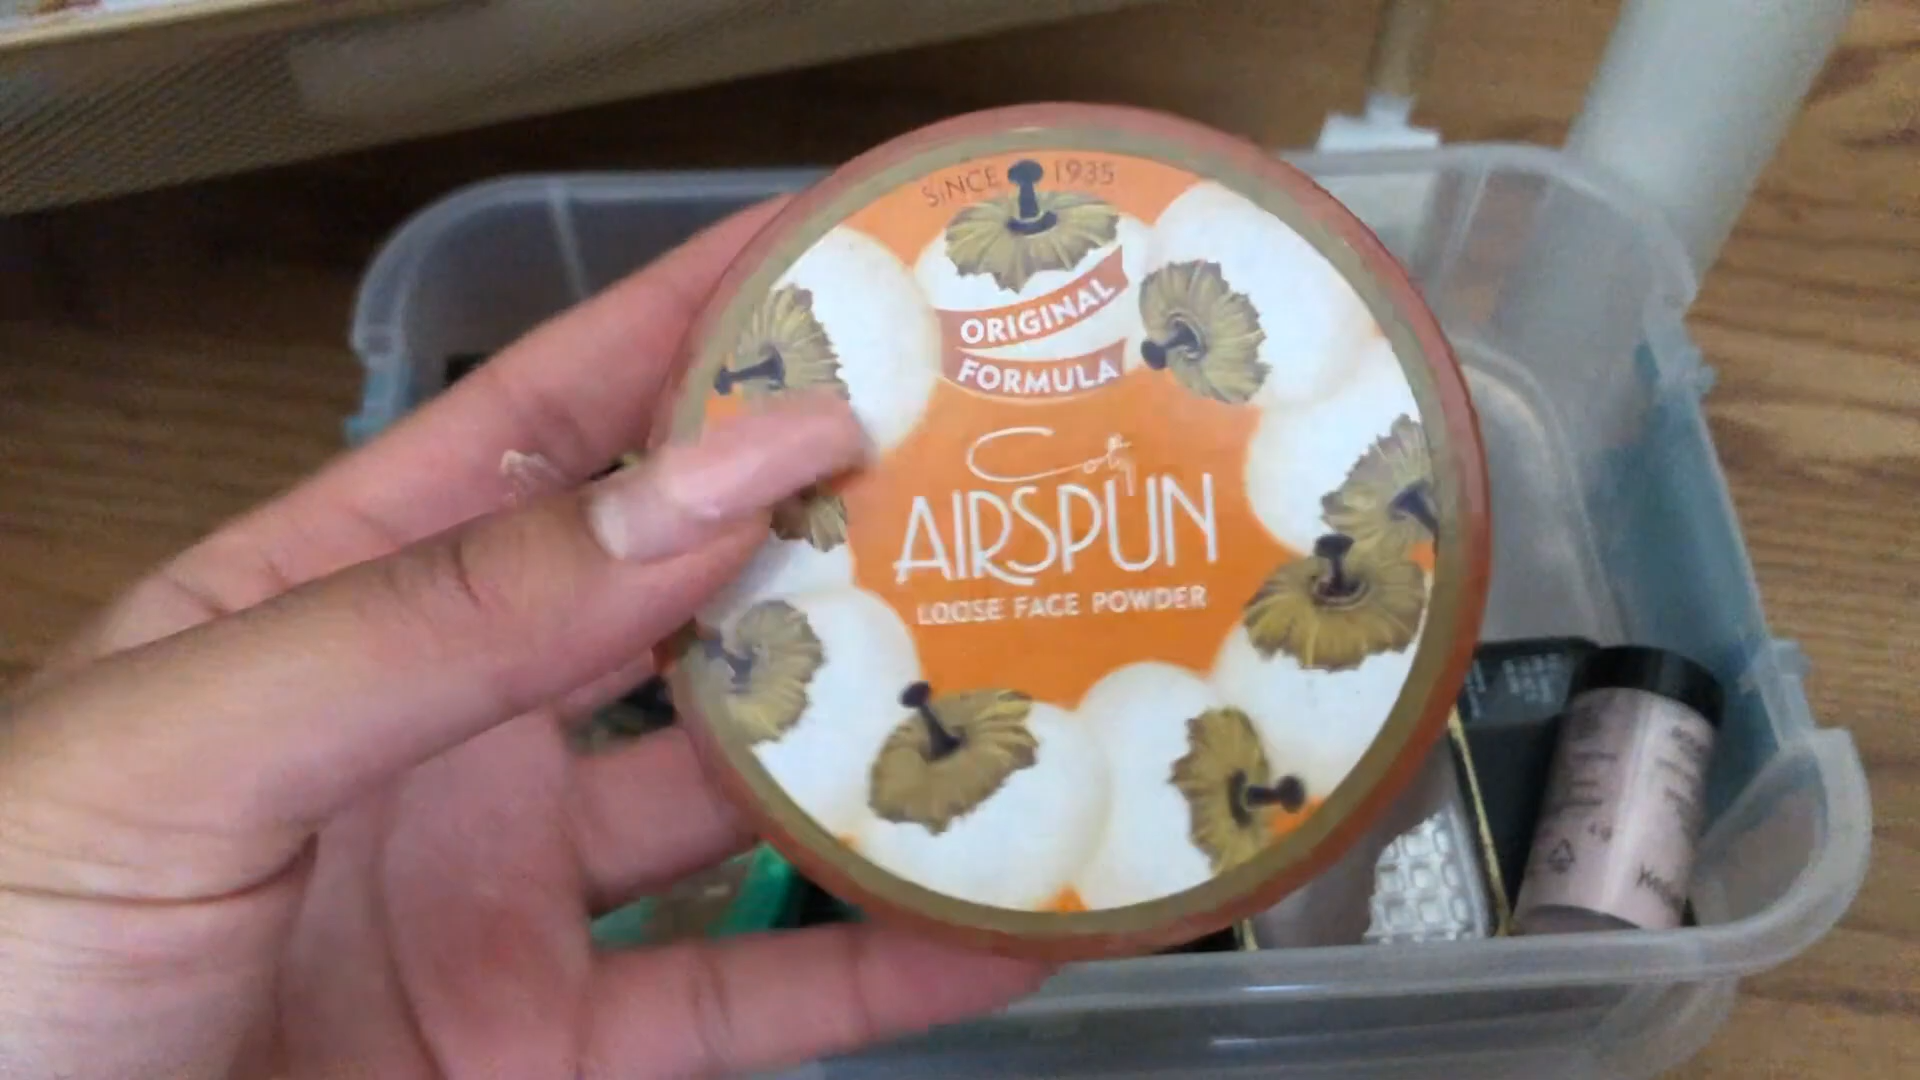 SINCE 1935
ORIGINAL
FORMULA
Coty
AIRSPUN
LOOSE FACE POWDER